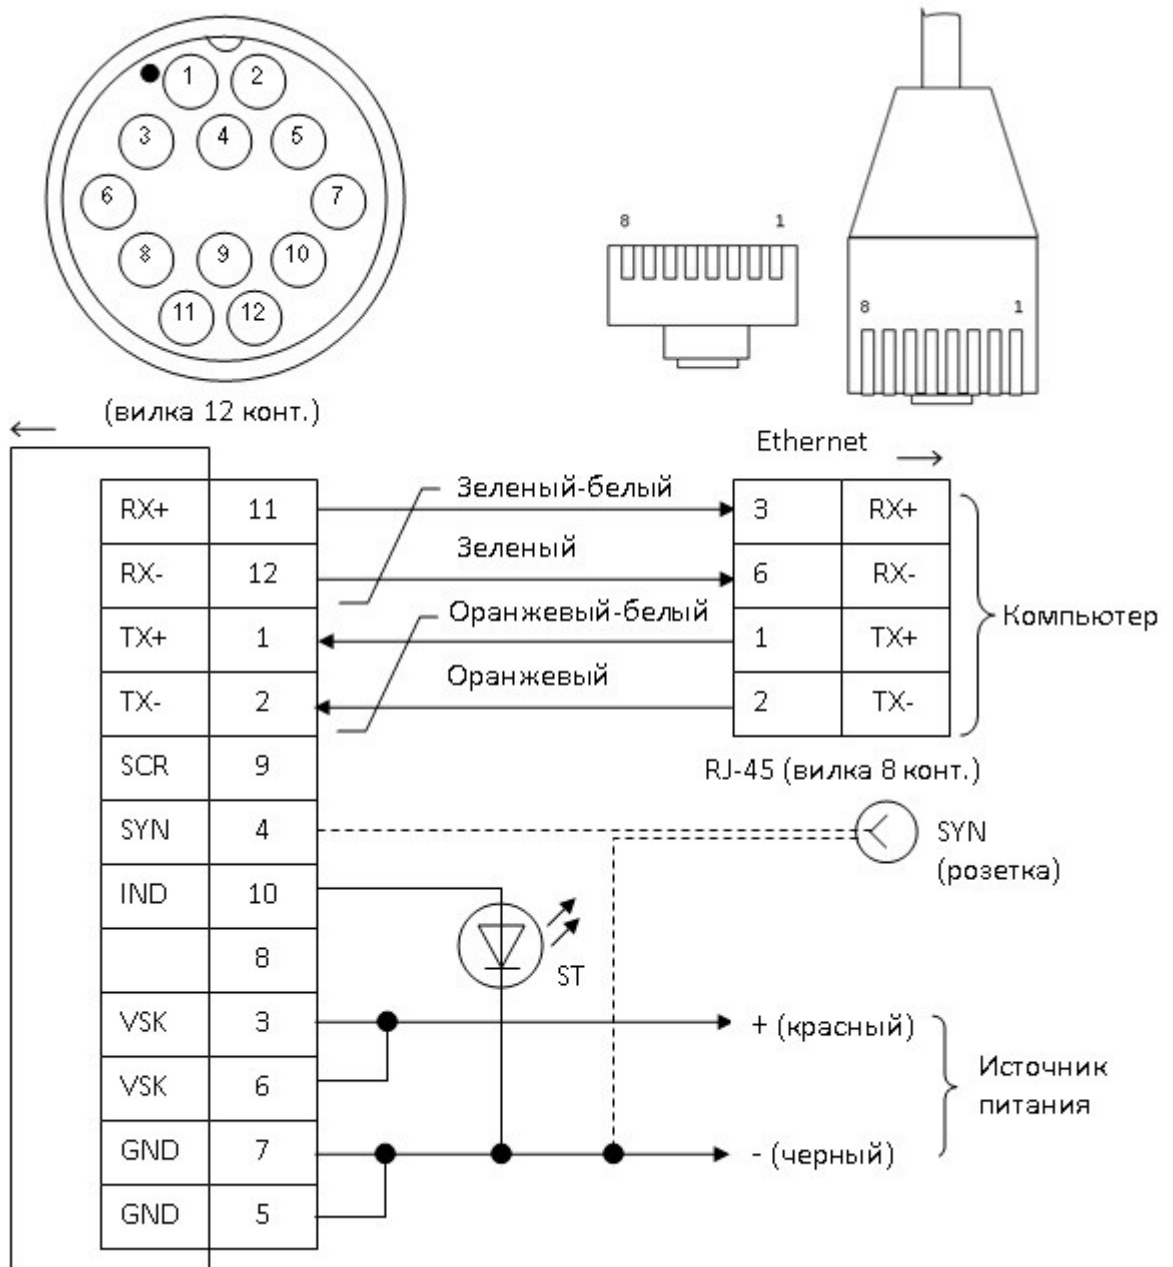 1 2
3 4 5
6 7
8 9 10
11 12
(вилка 12 конт.)
8 1
8 1
Ethernet
RX+ 11 Зеленый-белый 3 RX+
RX- 12 Зеленый 6 RX-
TX+ 1 Оранжевый-белый 1 TX+
TX- 2 Оранжевый 2 TX-
Компьютер
RJ-45 (вилка 8 конт.)
SCR 9
SYN 4
SYN
(розетка)
IND 10
8
ST
VSK 3 + (красный)
VSK 6
GND 7 - (черный)
GND 5
Источник
питания